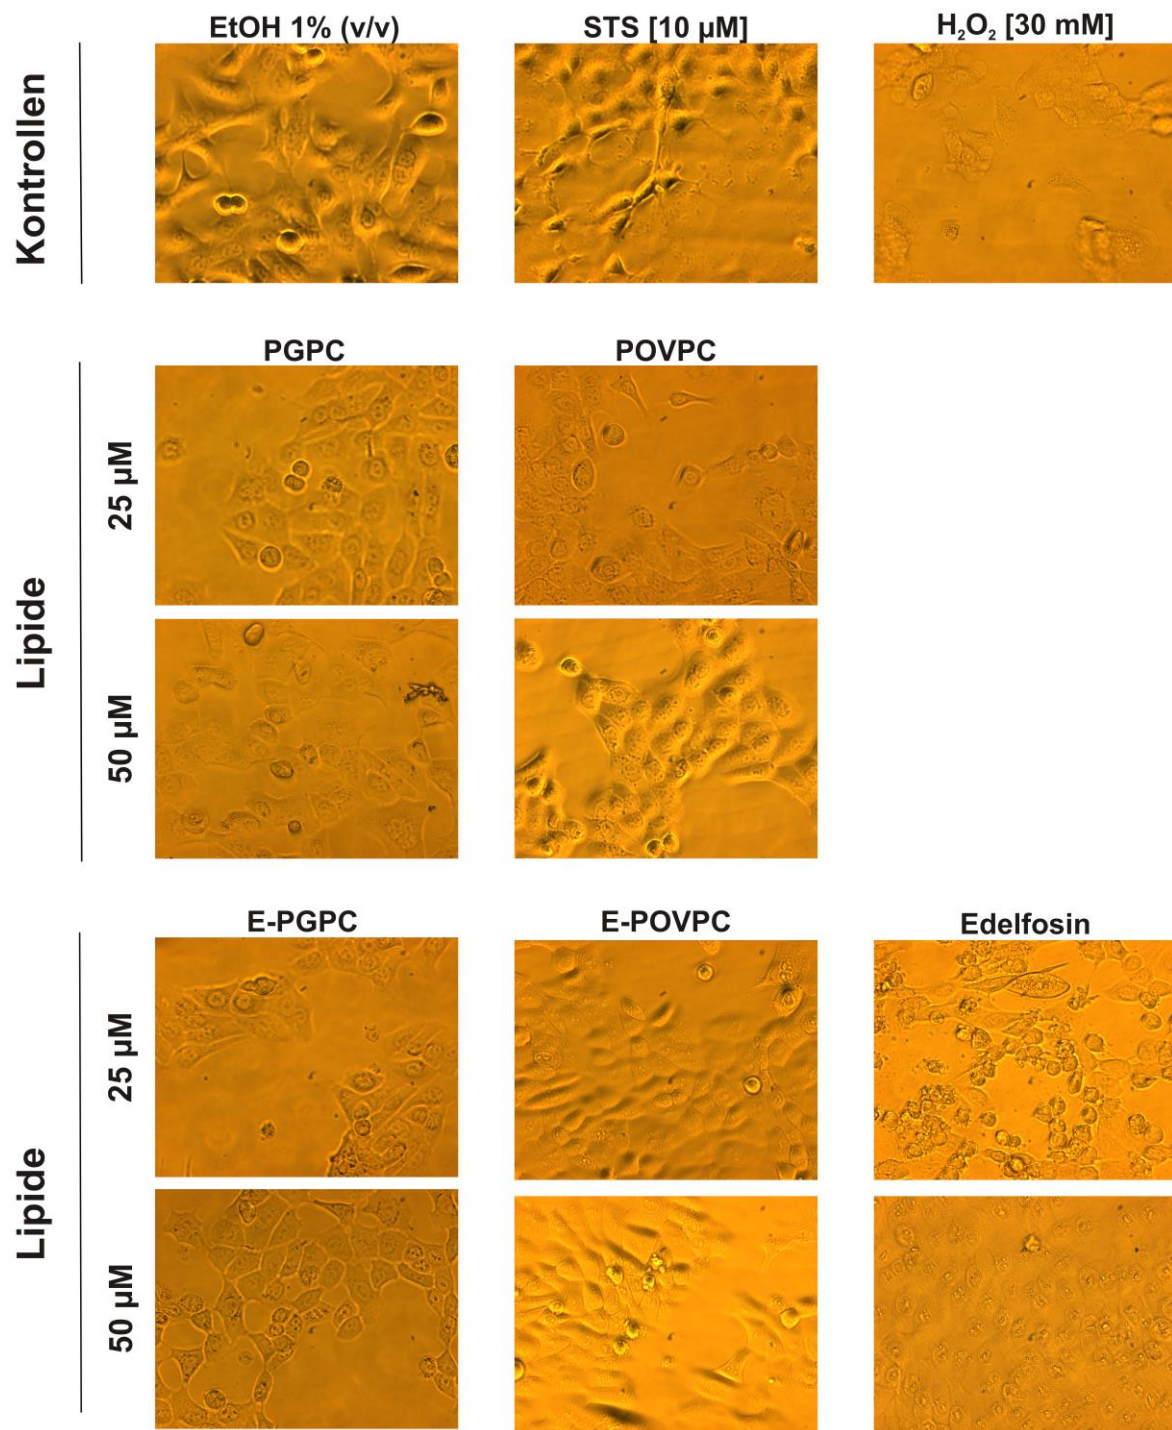 Kontrollen
EtOH 1% (v/v)
STS [10 µM]
H₂O₂ [30 mM]
Lipide
PGPC
POVPC
25 µM
50 µM
Lipide
E-PGPC
E-POVPC
Edelfosin
25 µM
50 µM